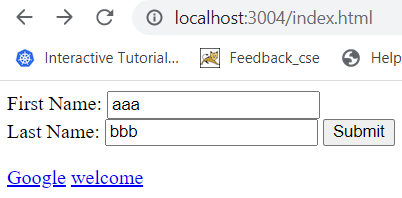 localhost:3004/index.html
Interactive Tutorial... Feedback_cse Help
First Name: aaa
Last Name: bbb Submit
Google welcome